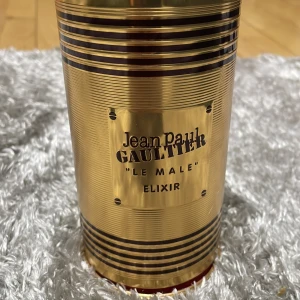 Jean Paul
GAULTIER
"LE MALE"
ELIXIR